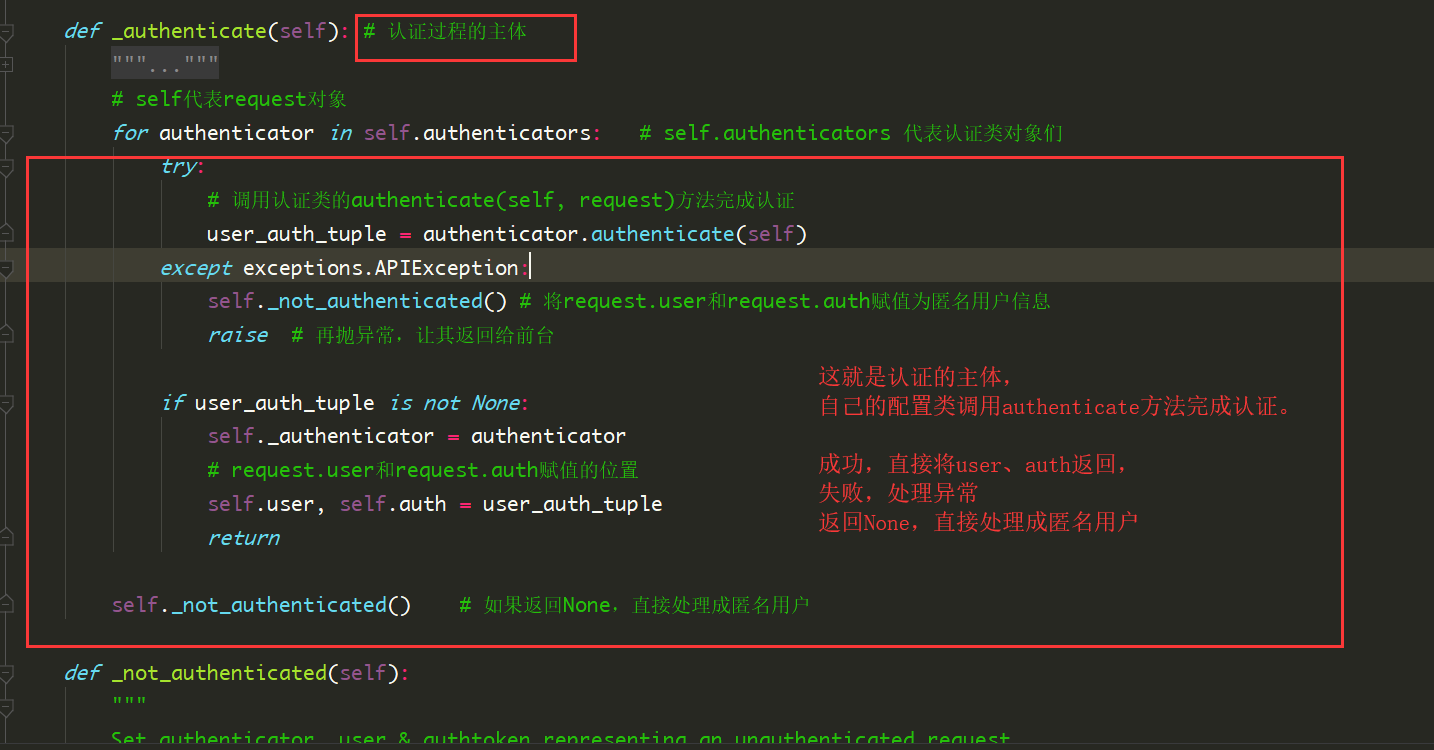 def _authenticate(self): # 认证过程的主体
"""..."""
# self代表request对象
for authenticator in self.authenticators: # self.authenticators 代表认证类对象们
try:
# 调用认证类的authenticate(self, request)方法完成认证
user_auth_tuple = authenticator.authenticate(self)
except exceptions.APIException:
self._not_authenticated() # 将request.user和request.auth赋值为匿名用户信息
raise # 再抛异常，让其返回给前台
if user_auth_tuple is not None:
self._authenticator = authenticator
# request.user和request.auth赋值的位置
self.user, self.auth = user_auth_tuple
return
这就是认证的主体，
自己的配置类调用authenticate方法完成认证。
成功，直接将user、auth返回，
失败，处理异常
返回None，直接处理成匿名用户
self._not_authenticated() # 如果返回None，直接处理成匿名用户
def _not_authenticated(self):
"""
Set authenticator, user & authtoken representing an unauthenticated request.